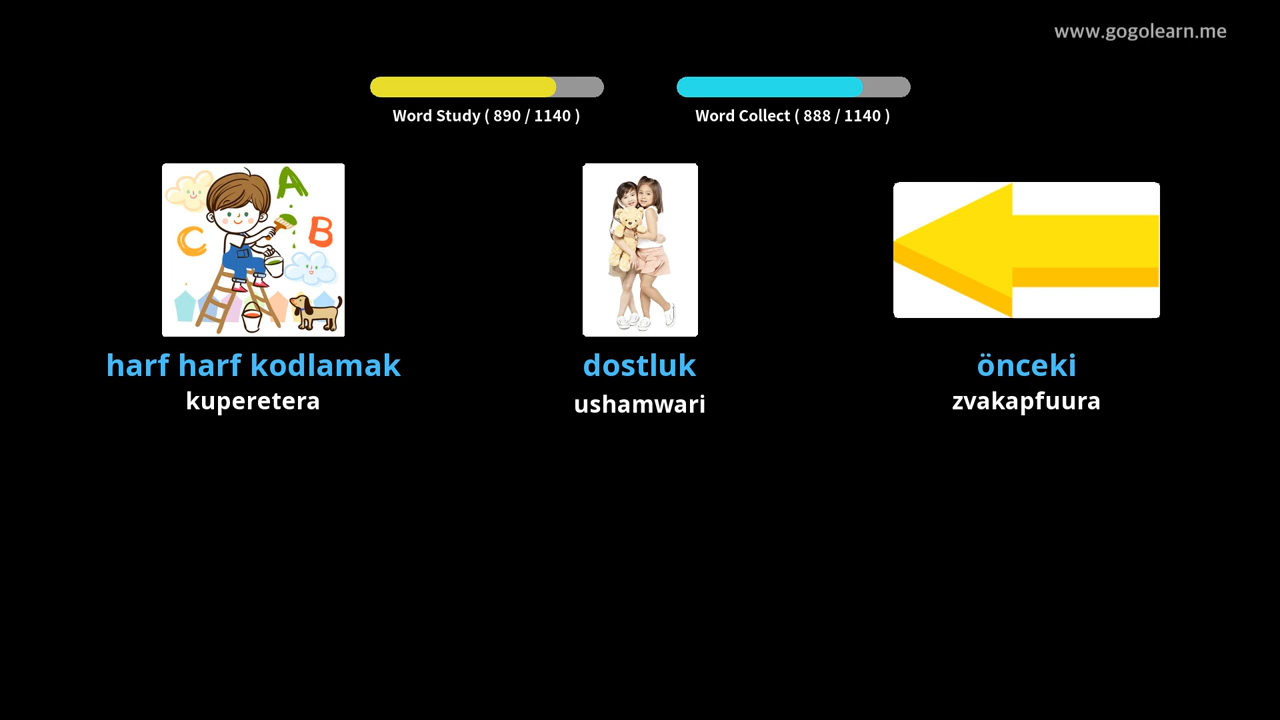 www.gogolearn.me
Word Study ( 890 / 1140 )
Word Collect ( 888 / 1140 )
A
B
C
harf harf kodlamak
kuperetera
dostluk
ushamwari
önceki
zvakapfuura